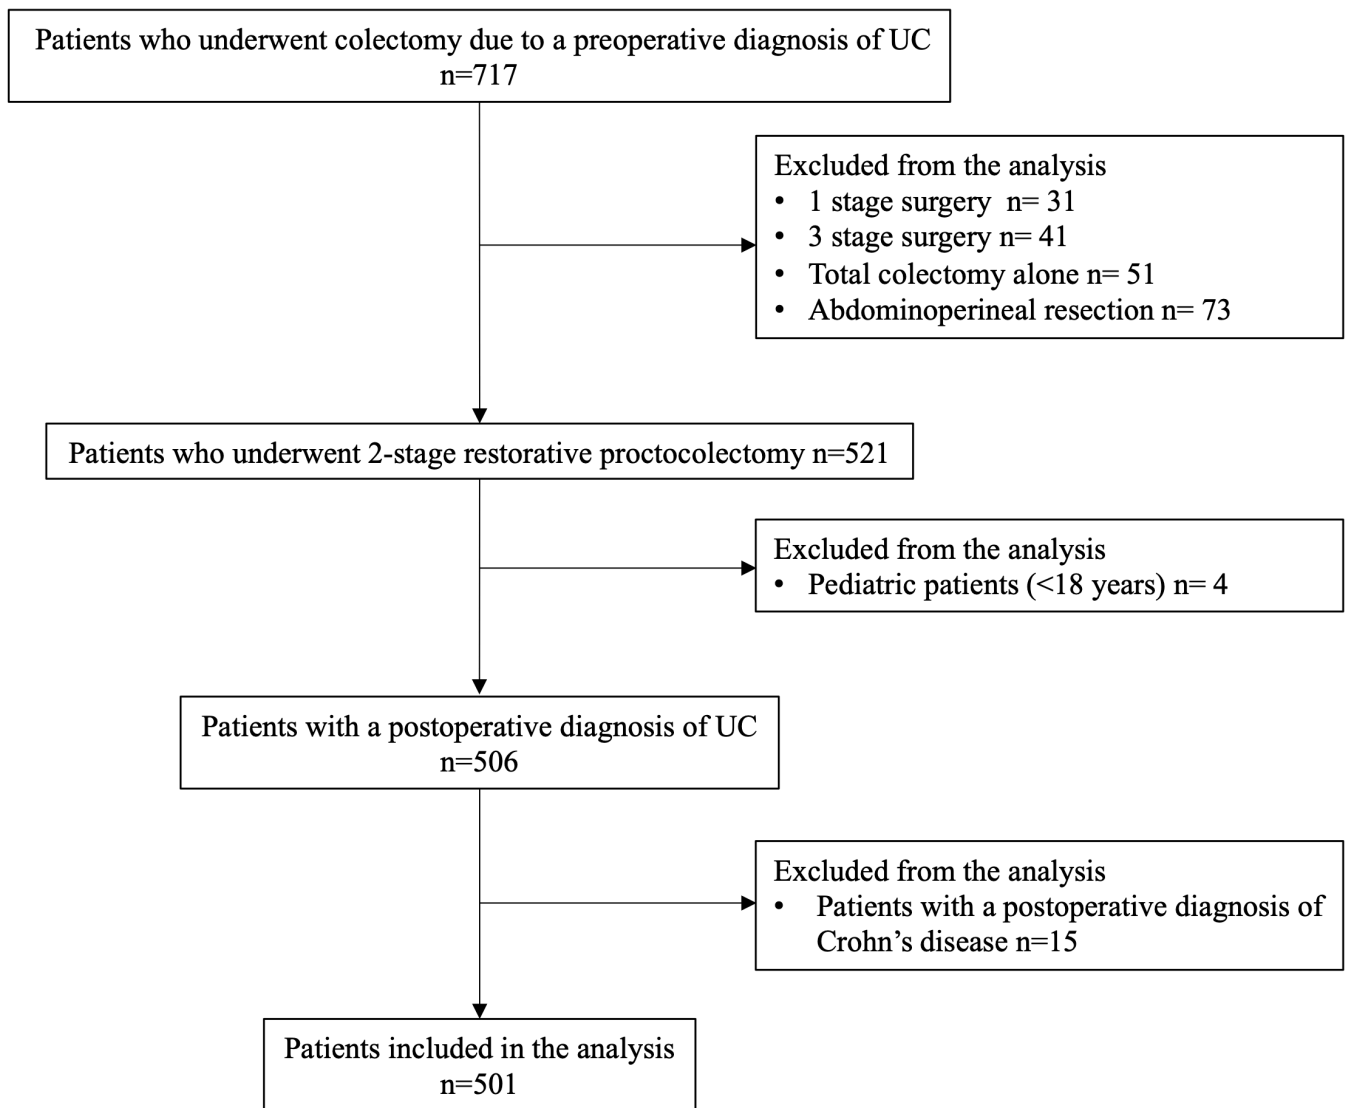 Patients who underwent colectomy due to a preoperative diagnosis of UC
n=717
Excluded from the analysis
• 1 stage surgery n= 31
• 3 stage surgery n= 41
• Total colectomy alone n= 51
• Abdominoperineal resection n= 73
Patients who underwent 2-stage restorative proctocolectomy n=521
Excluded from the analysis
• Pediatric patients (<18 years) n= 4
Patients with a postoperative diagnosis of UC
n=506
Excluded from the analysis
• Patients with a postoperative diagnosis of
Crohn’s disease n=15
Patients included in the analysis
n=501